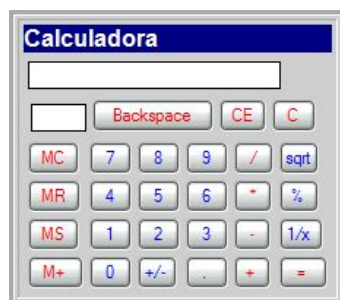 Calculadora
Backspace CE C
MC 7 8 9 / sqrt
MR 4 5 6 * %
MS 1 2 3 - 1/x
M+ 0 +/- . + =